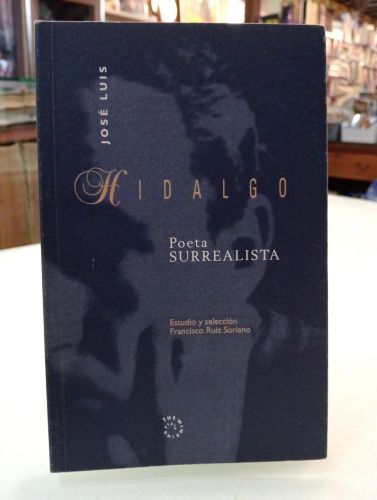 JOSÉ LUIS
HIDALGO
Poeta
SURREALISTA
Estudio y selección
Francisco Ruiz Soriano